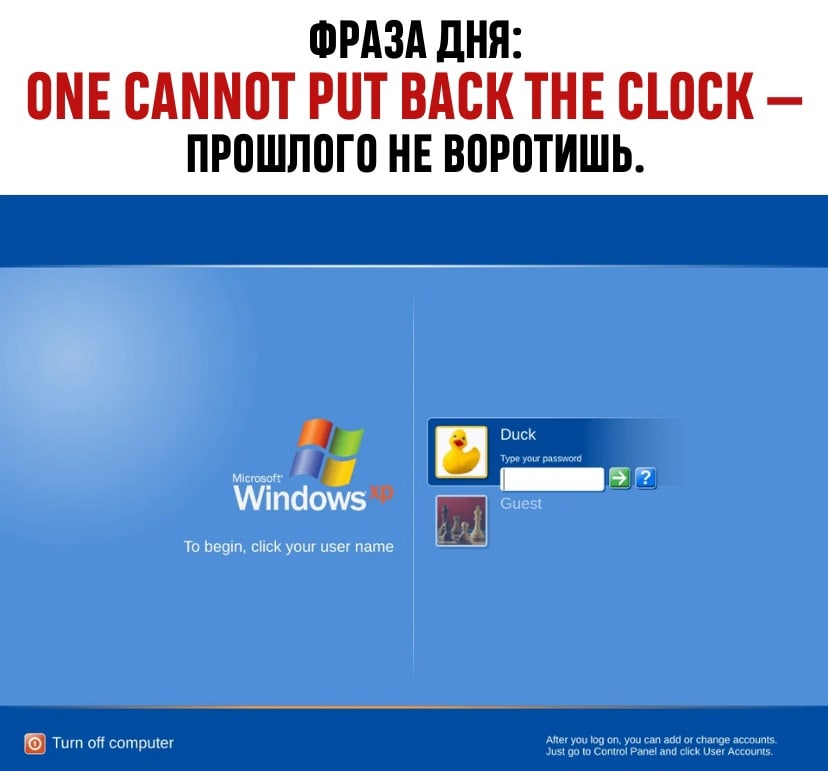 ФРАЗА ДНЯ:
ONE CANNOT PUT BACK THE CLOCK –
ПРОШЛОГО НЕ ВОРОТИШЬ.
Microsoft
Windows xp
To begin, click your user name
Duck
Type your password
?
Guest
Turn off computer
After you log on, you can add or change accounts.
Just go to Control Panel and click User Accounts.